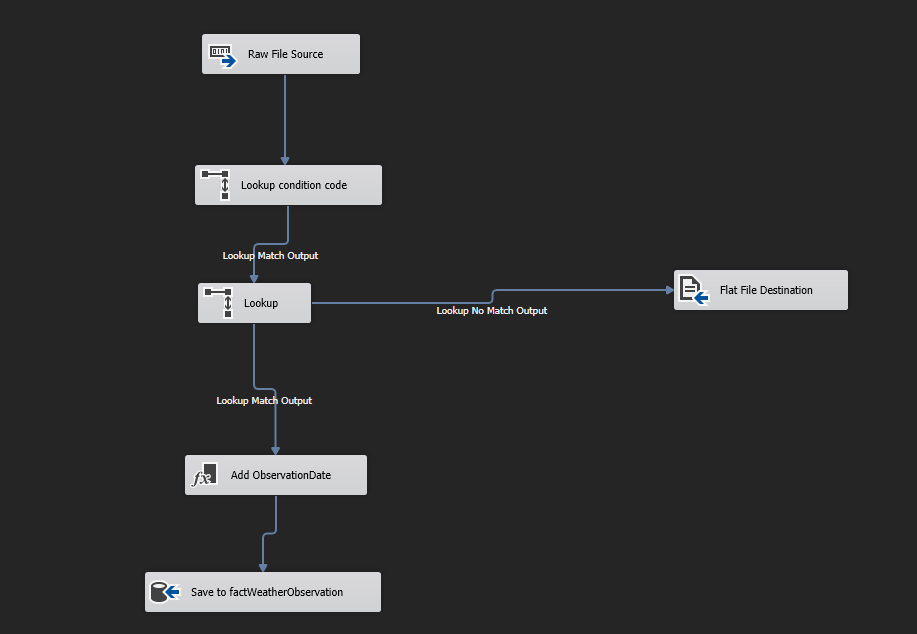 Raw File Source
Lookup condition code
Lookup Match Output
Lookup
Flat File Destination
Lookup No Match Output
Lookup Match Output
fx
Add ObservationDate
Save to factWeatherObservation